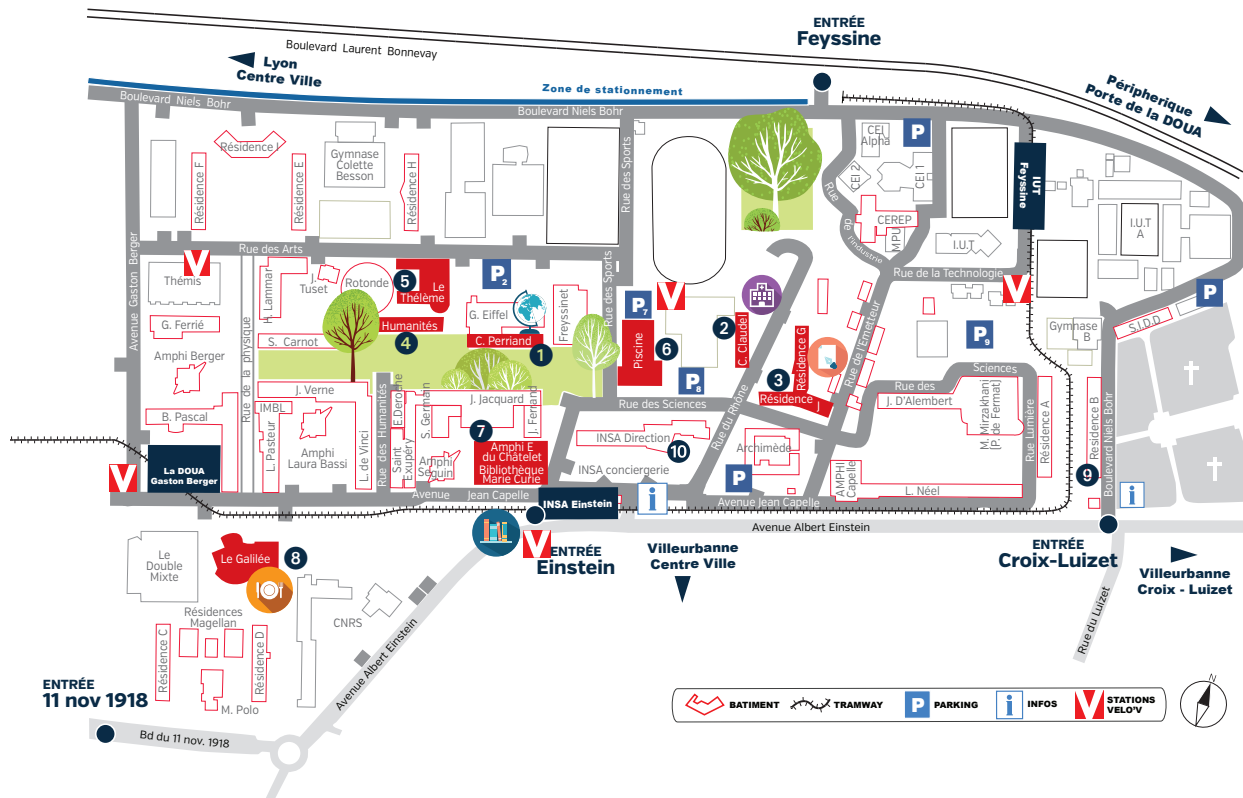 ENTRÉE
Feyssine
Boulevard Laurent Bonnevay
Lyon
Centre Ville
Péripherique
Porte de la DOUA
Zone de stationnement
Boulevard Niels Bohr
Boulevard Niels Bohr
Résidence I
Résidence F
Résidence E
Gymnase
Colette
Besson
Résidence H
Rue des Sports
CEI
Alpha
P
CEI 2
CEI 1
IUT
Feyssine
Rue
de
l'industrie
CEREP
MPU
I.U.T
I.U.T
A
Avenue Gaston Berger
Rue des Arts
Rue de la Technologie
Thémis
V
H. Lammar
J.
Tuset
Rotonde
5
Le
Thélème
P2
Rue des Sports
V
P7
2
V
P
G. Ferrié
Rue de la physique
G. Eiffel
Freyssinet
Humanités
4
S. Carnot
C. Perriand
1
Piscine
6
C. Claudel
Résidence G
Rue de l'Emetteur
P9
Gymnase
B
S.I.D.D
Amphi Berger
J. Verne
P8
3
Résidence J
Rue des
Sciences
B. Pascal
IMBL
L. Pasteur
Amphi
Laura Bassi
L. de Vinci
Rue des Humanités
E.Derothe
Saint
Exupéry
S. German
J. Jacquard
J. Ferrand
7
Amphi
Seguin
Amphi E
du Châtelet
Bibliothèque
Marie Curie
Rue des Sciences
INSA Direction
10
INSA conciergerie
Rue du Rhône
Archimède
P
J. D'Alembert
M. Mirzakhani
(P. de Fermat)
Rue Lumière
Résidence A
Résidence B
Boulevard Niels Bohr
9
AMPHI
Capelle
L. Néel
V
La DOUA
Gaston Berger
Avenue
Jean Capelle
INSA Einstein
i
Avenue Jean Capelle
i
Avenue Albert Einstein
V
ENTRÉE
Einstein
Villeurbanne
Centre Ville
ENTRÉE
Croix-Luizet
Villeurbanne
Croix - Luizet
Le
Double
Mixte
Le Galilée
8
Résidences
Magellan
CNRS
Résidence C
Résidence D
M. Polo
Avenue Albert Einstein
Rue du Luizet
ENTRÉE
11 nov 1918
Bd du 11 nov. 1918
BATIMENT
TRAMWAY
P
PARKING
i
INFOS
V
STATIONS
VELO'V
N